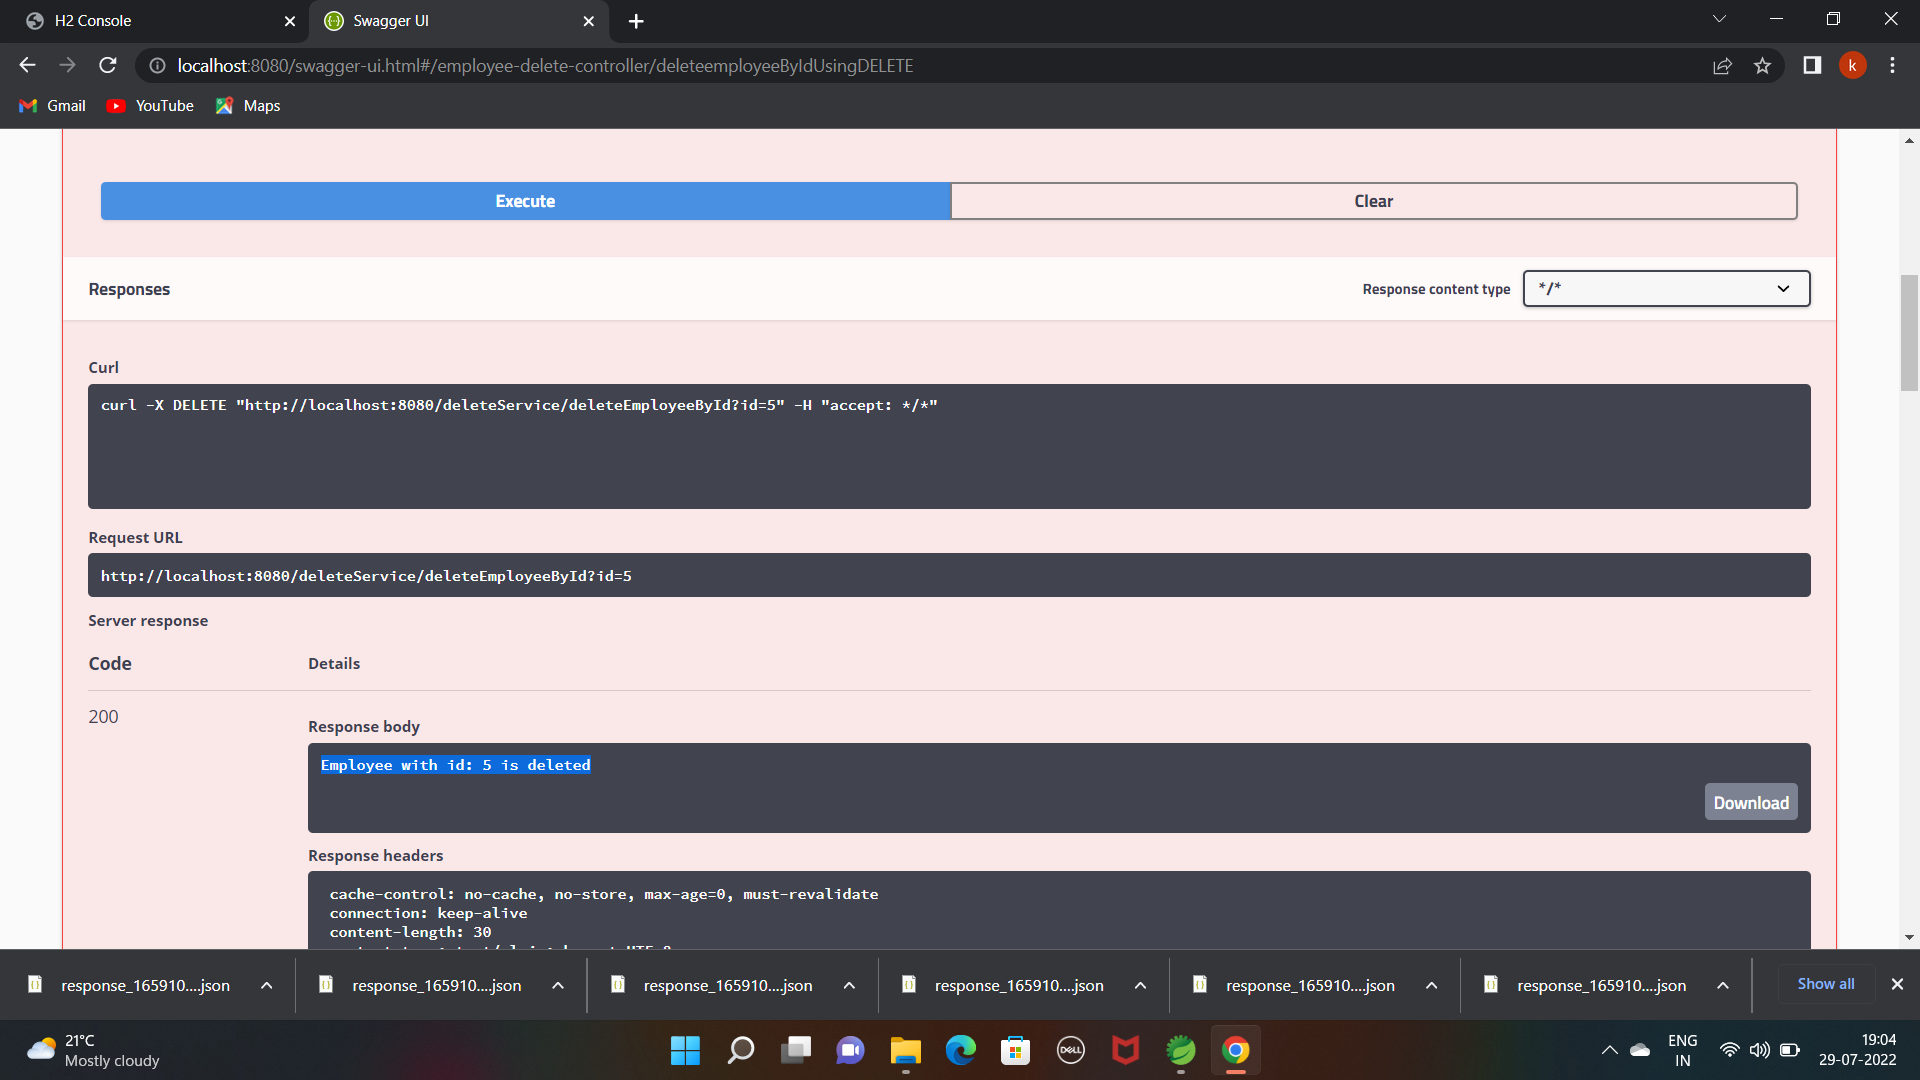 H2 Console
Swagger UI
localhost:8080/swagger-ui.html#/employee-delete-controller/deleteemployeeByIdUsingDELETE
k
Gmail
YouTube
Maps
Execute
Clear
Responses
Response content type
*/*
Curl
curl -X DELETE "http://localhost:8080/deleteService/deleteEmployeeById?id=5" -H "accept: */*"
Request URL
http://localhost:8080/deleteService/deleteEmployeeById?id=5
Server response
Code
Details
200
Response body
Employee with id: 5 is deleted
Download
Response headers
cache-control: no-cache, no-store, max-age=0, must-revalidate
connection: keep-alive
content-length: 30
response_165910....json
response_165910....json
response_165910....json
response_165910....json
response_165910....json
response_165910....json
Show all
21°C
Mostly cloudy
DELL
ENG
IN
19:04
29-07-2022